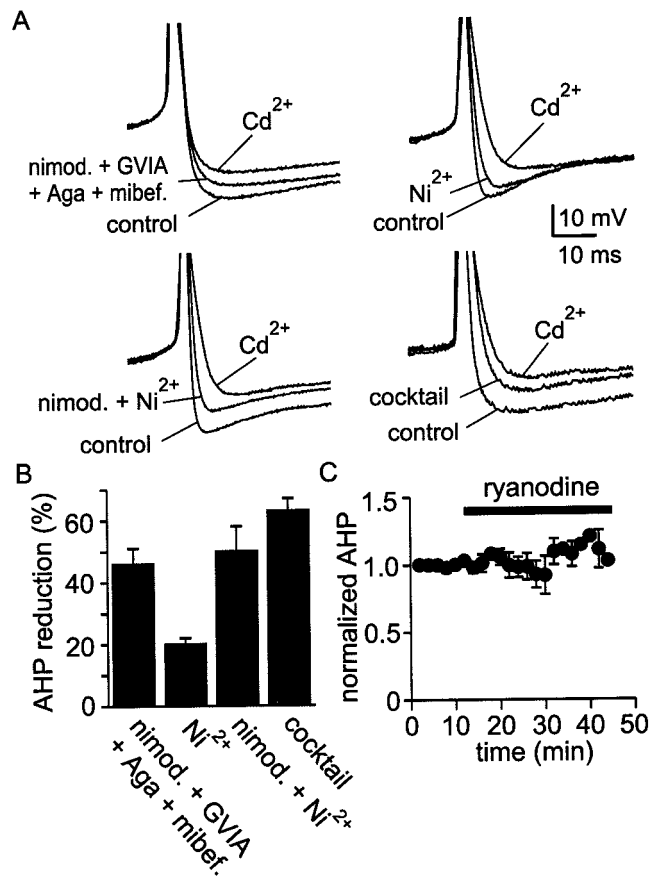 A
Cd2+
nimod. + GVIA
+ Aga + mibef.
control
Cd2+
Ni2+
control
10 mV
10 ms
Cd2+
nimod. + Ni2+
control
Cd2+
cocktail
control
B
AHP reduction (%)
60
40
20
0
nimod. + GVIA
+ Aga + mibef.
Ni2+
nimod. + Ni2+
cocktail
C
ryanodine
normalized AHP
1.5
1.0
0.5
0
0 10 20 30 40 50
time (min)